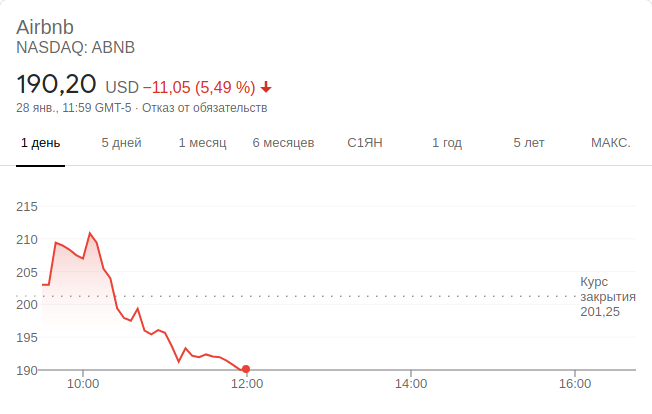 Airbnb
NASDAQ: ABNB
190,20 USD −11,05 (5,49 %)
28 янв., 11:59 GMT-5 · Отказ от обязательств
1 день 5 дней 1 месяц 6 месяцев С1ЯН 1 год 5 лет МАКС.
215
210
205
Курс
200 закрытия
201,25
195
190
10:00 12:00 14:00 16:00